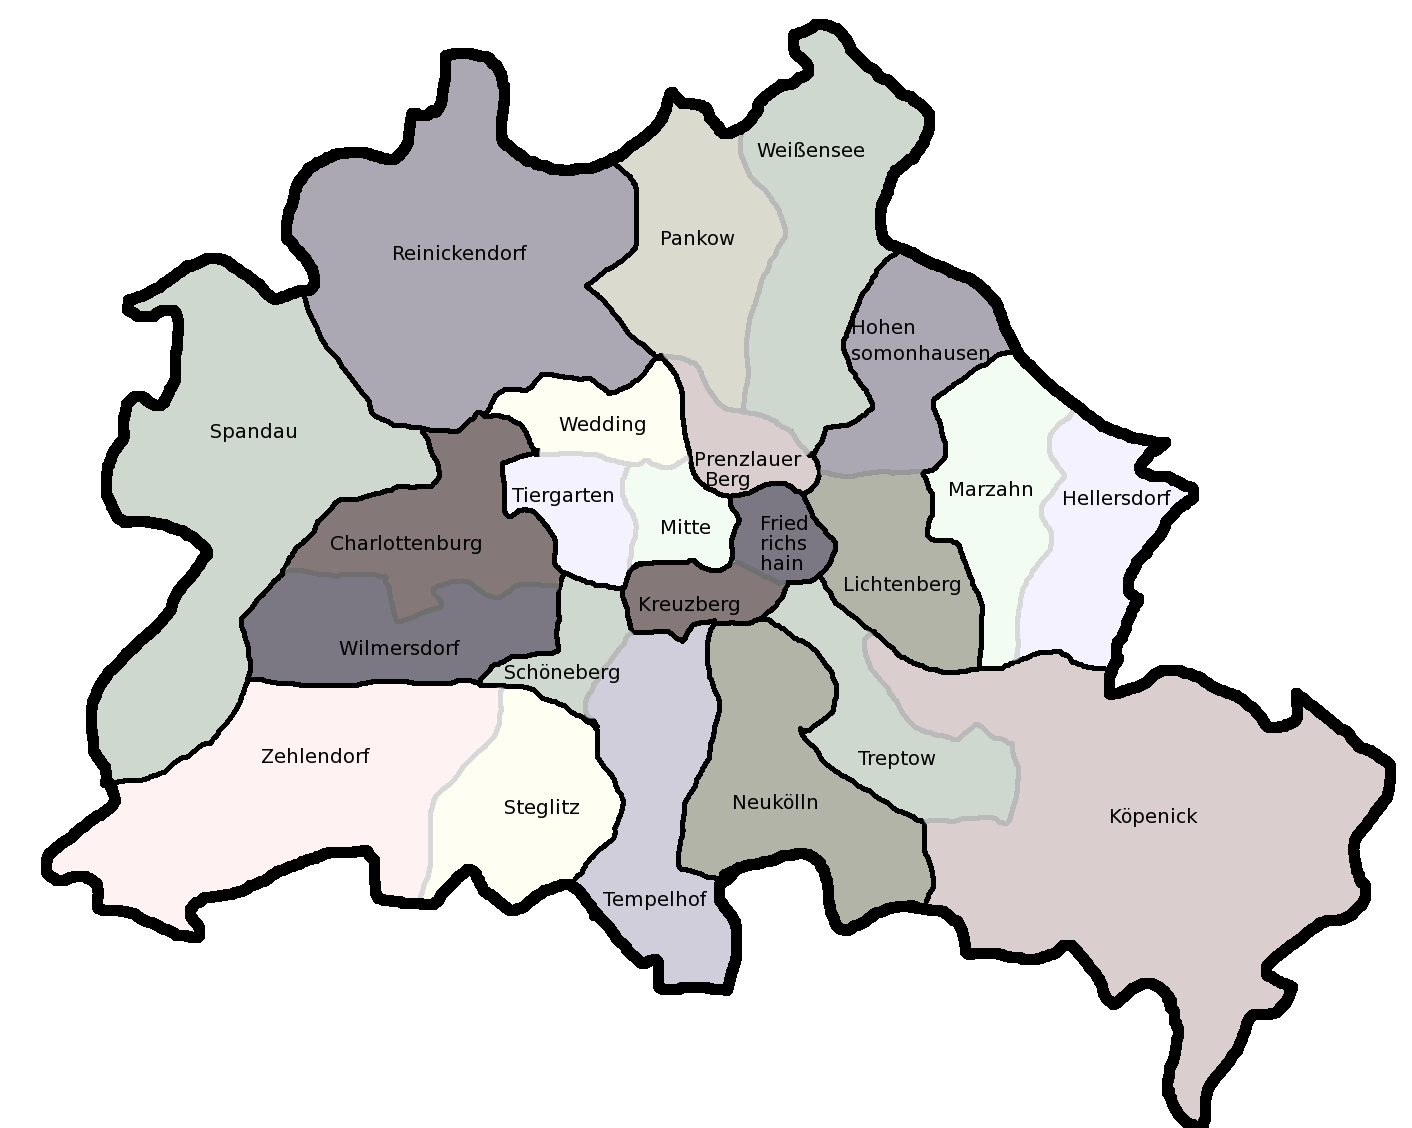 Weißensee
Pankow
Reinickendorf
Hohen
somonhausen
Wedding
Spandau
Prenzlauer
Berg
Marzahn
Tiergarten
Hellersdorf
Mitte
Fried
richs
hain
Charlottenburg
Lichtenberg
Kreuzberg
Wilmersdorf
Schöneberg
Zehlendorf
Treptow
Steglitz
Neukölln
Köpenick
Tempelhof